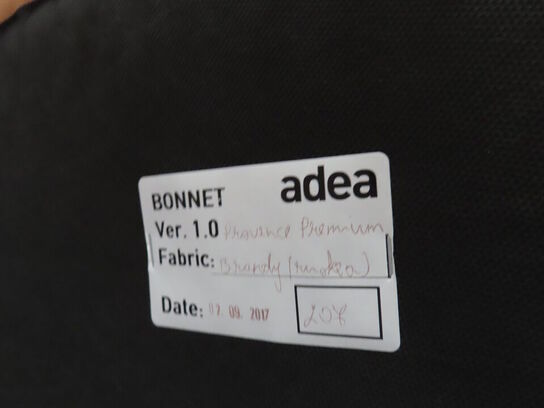 BONNET adea
Ver. 1.0 Provence Premium
Fabric: Brandy
Date: 07. 09. 2017